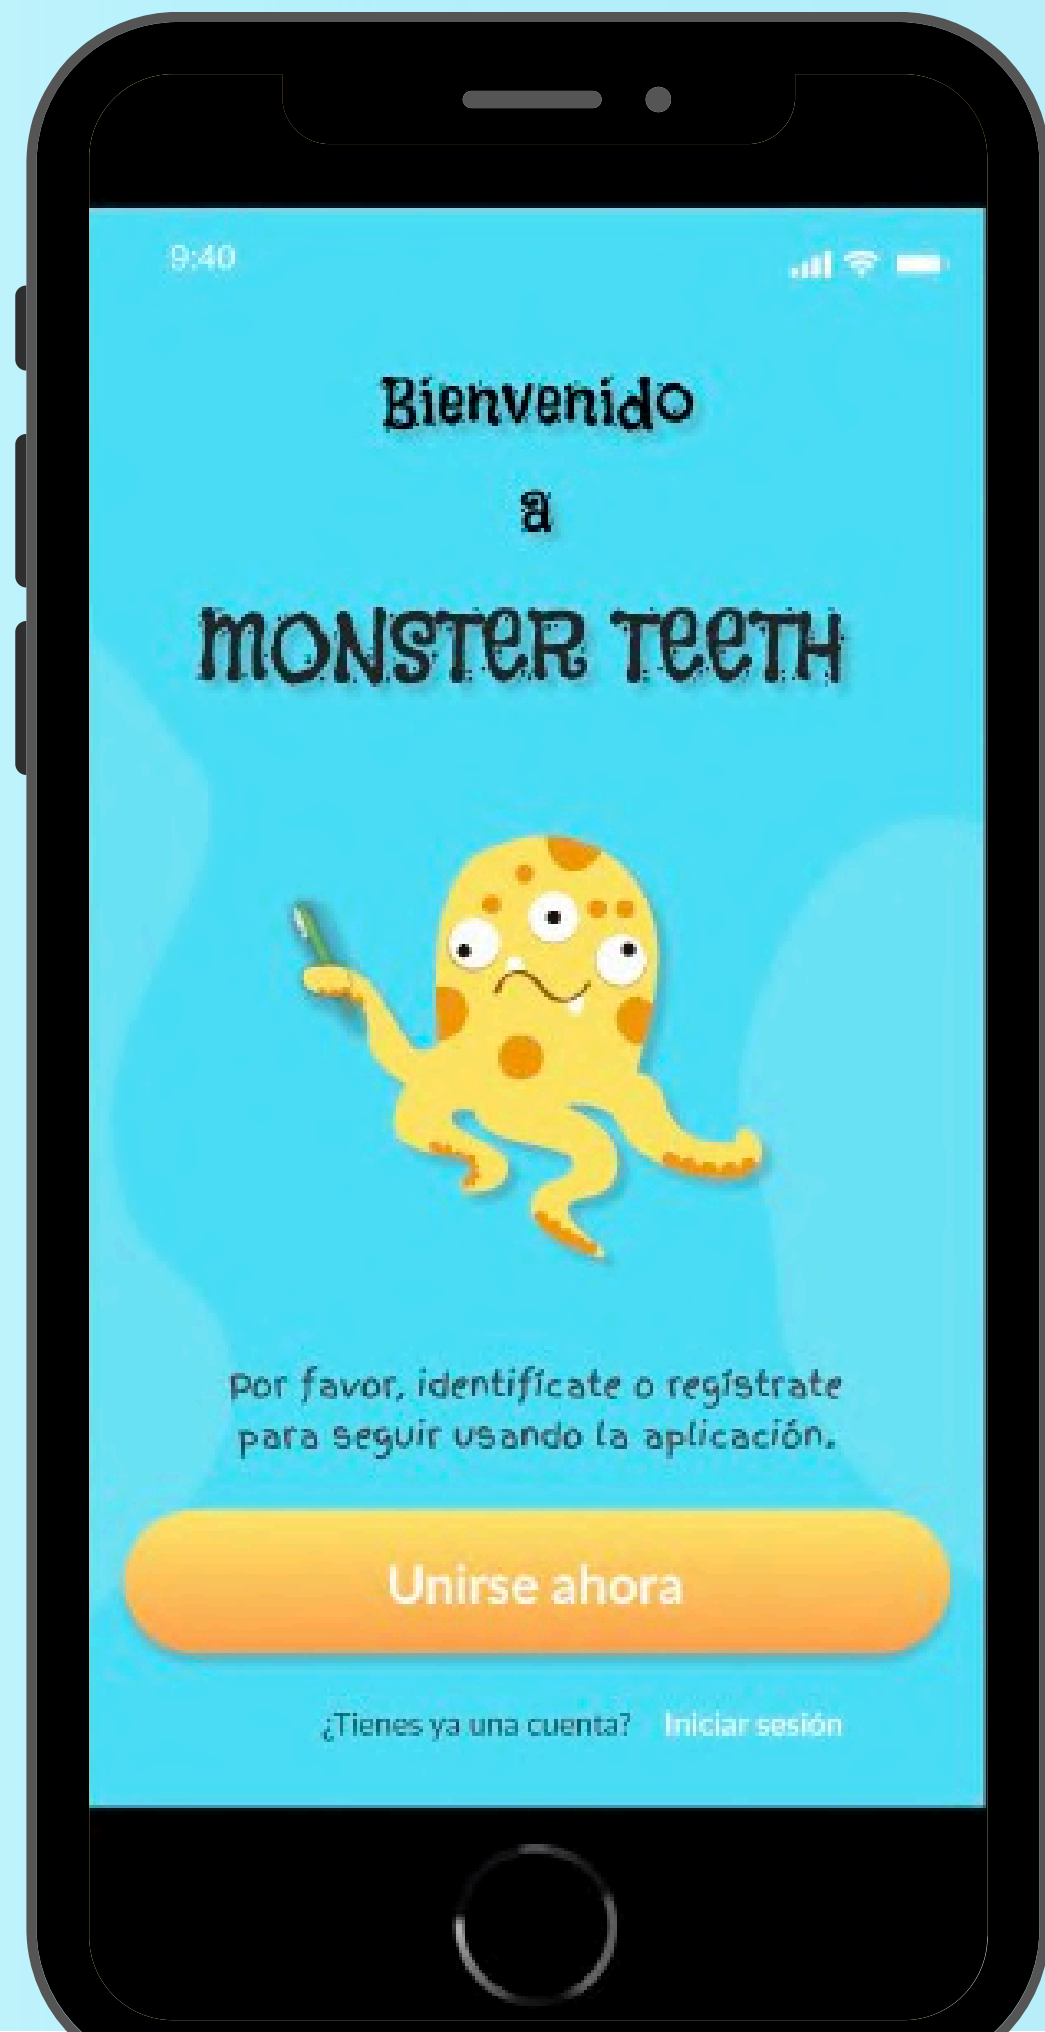 9:40
Bienvenido
a
MONSTER TEETH
Por favor, identifícate o regístrate
para seguir usando la aplicación.
Unirse ahora
¿Tienes ya una cuenta? Iniciar sesión